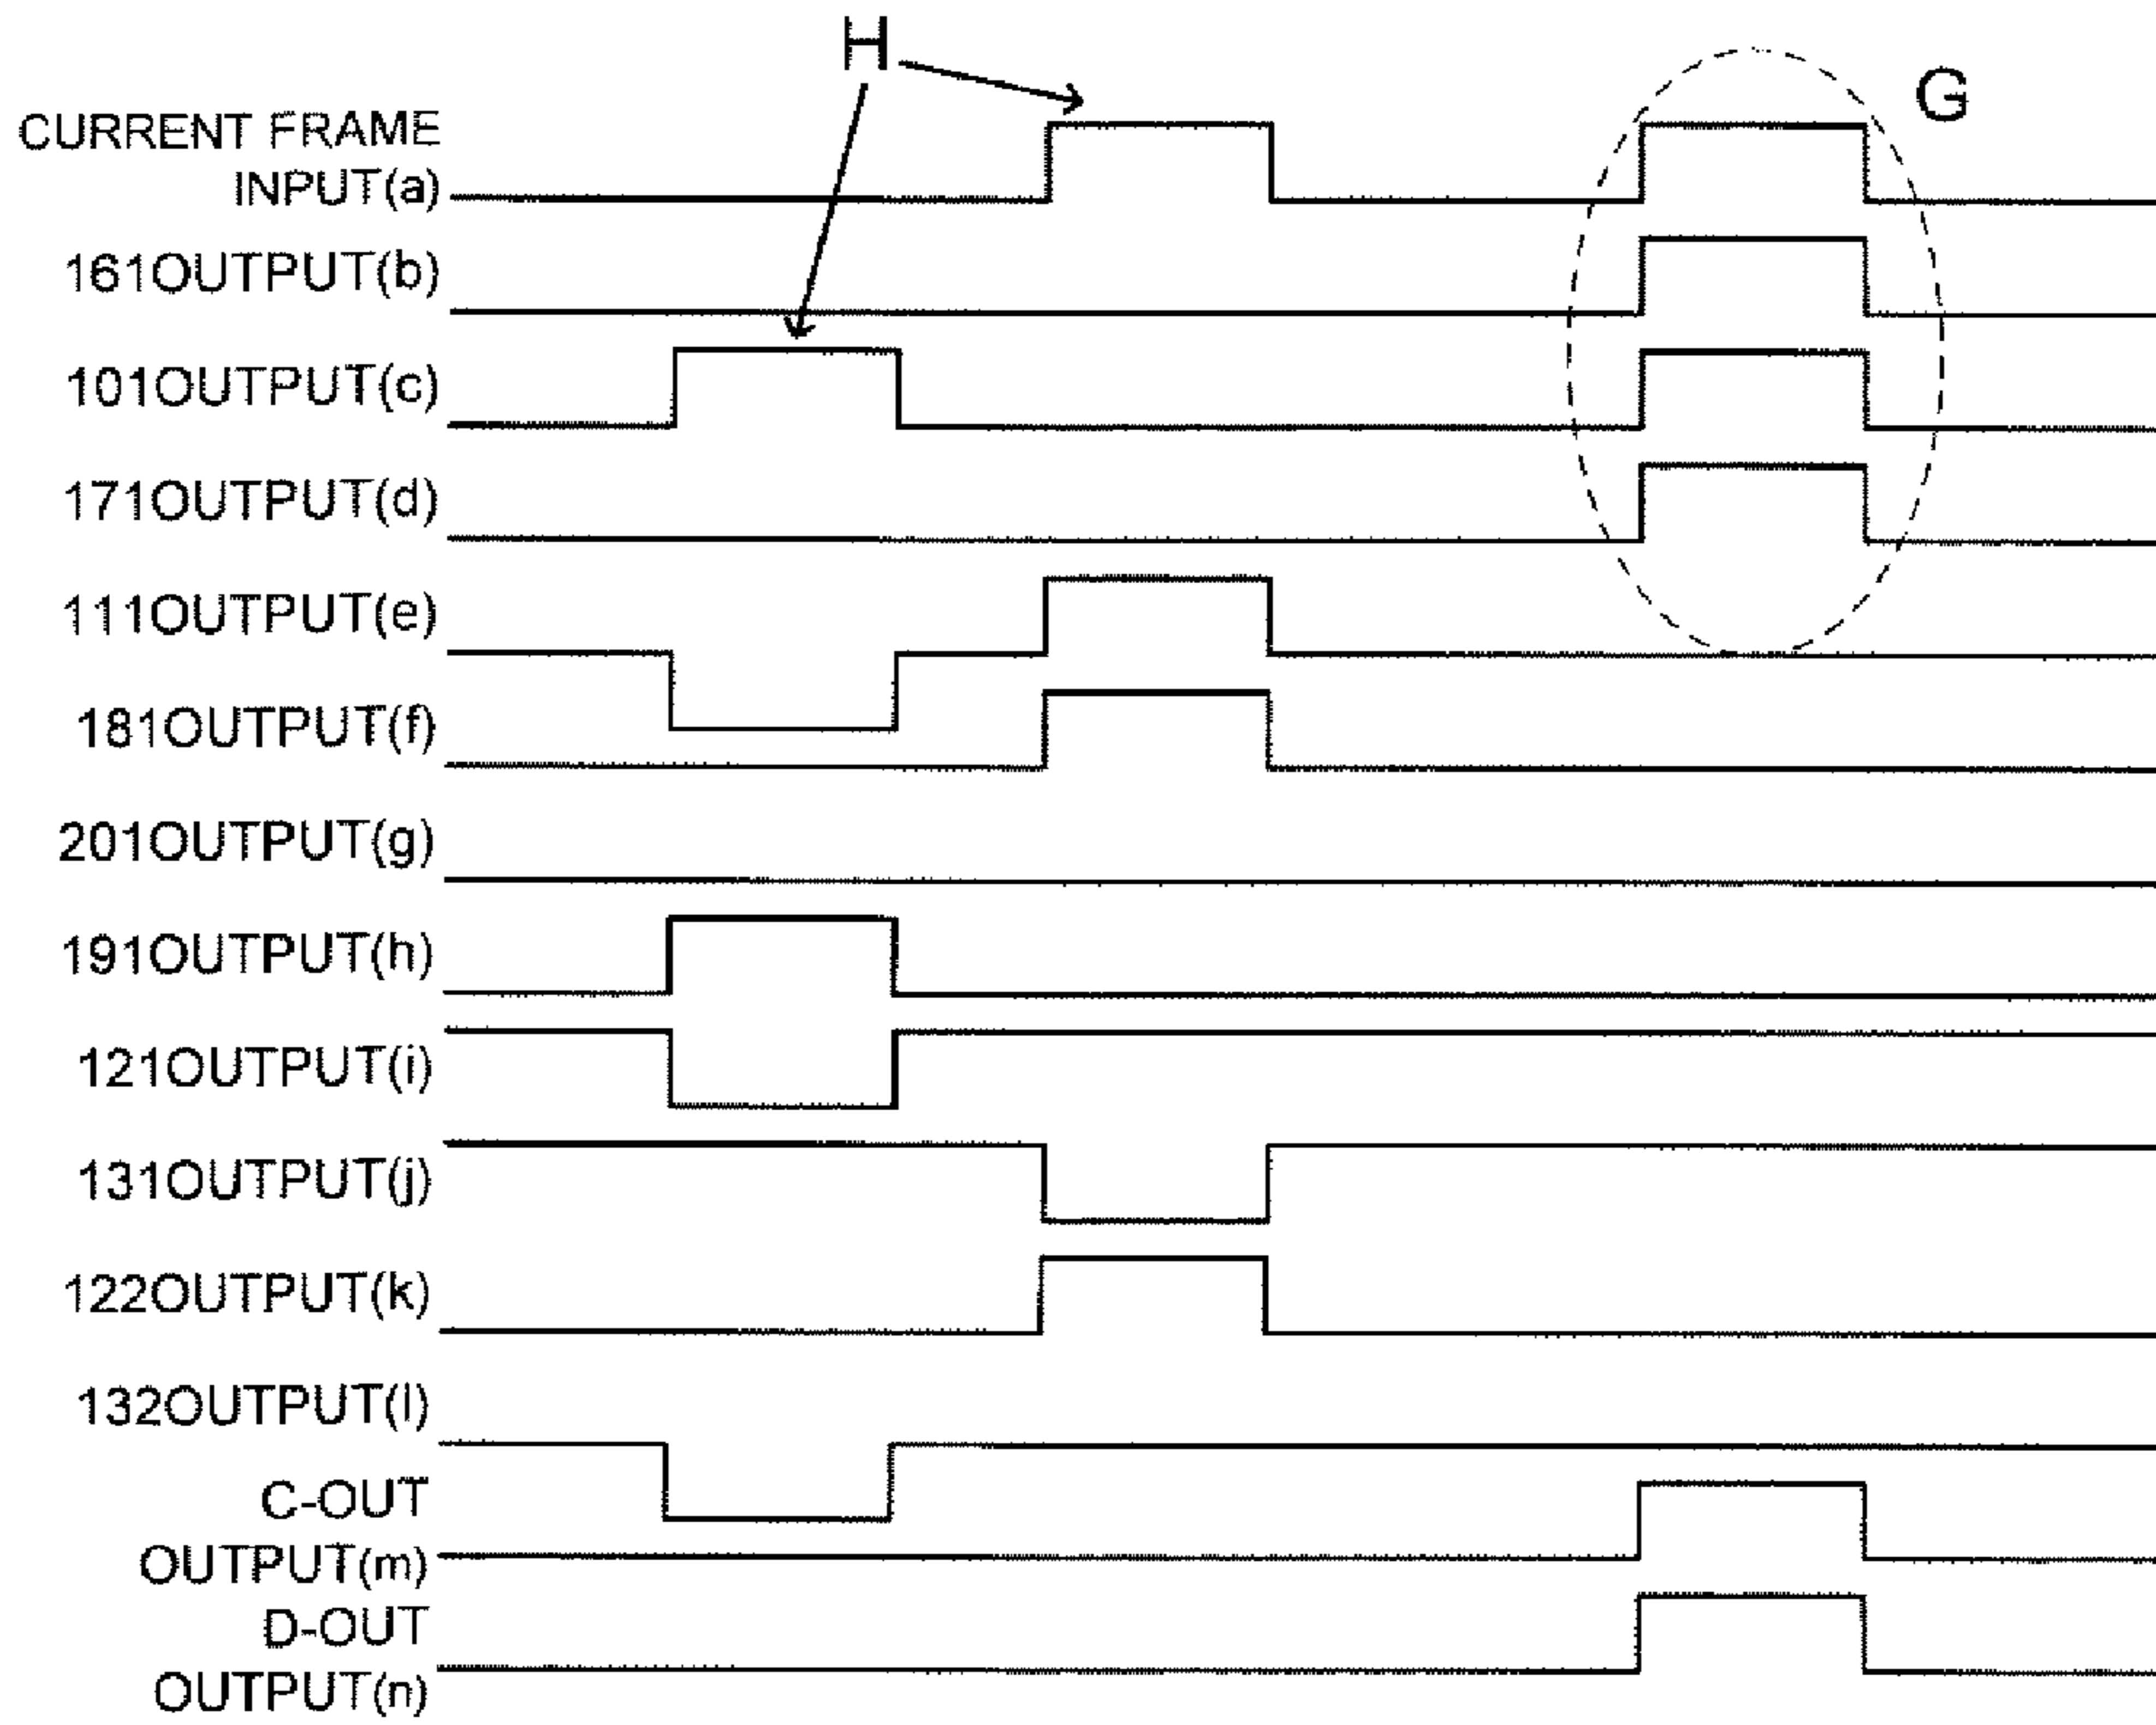 H
G
CURRENT FRAME
INPUT(a)
161OUTPUT(b)
101OUTPUT(c)
171OUTPUT(d)
111OUTPUT(e)
181OUTPUT(f)
201OUTPUT(g)
191OUTPUT(h)
121OUTPUT(i)
131OUTPUT(j)
122OUTPUT(k)
132OUTPUT(l)
C-OUT
OUTPUT(m)
D-OUT
OUTPUT(n)